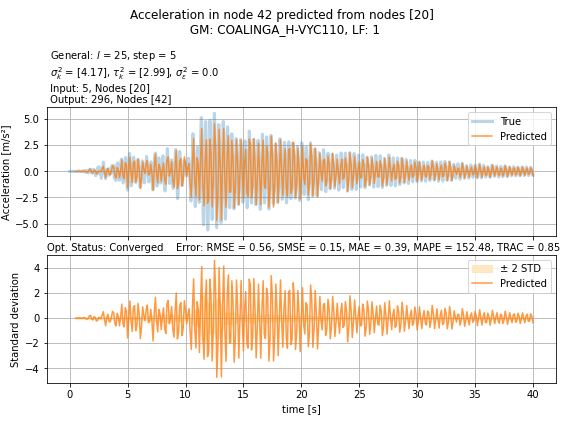 Acceleration in node 42 predicted from nodes [20]
GM: COALINGA_H-VYC110, LF: 1
General: l = 25, step = 5
σ²ₖ = [4.17], τ²ₖ = [2.99], σ²ε = 0.0
Input: 5, Nodes [20]
Output: 296, Nodes [42]
True
Predicted
Acceleration [m/s²]
5.0
2.5
0.0
−2.5
−5.0
Opt. Status: Converged Error: RMSE = 0.56, SMSE = 0.15, MAE = 0.39, MAPE = 152.48, TRAC = 0.85
± 2 STD
Predicted
Standard deviation
4
2
0
−2
−4
0 5 10 15 20 25 30 35 40
time [s]